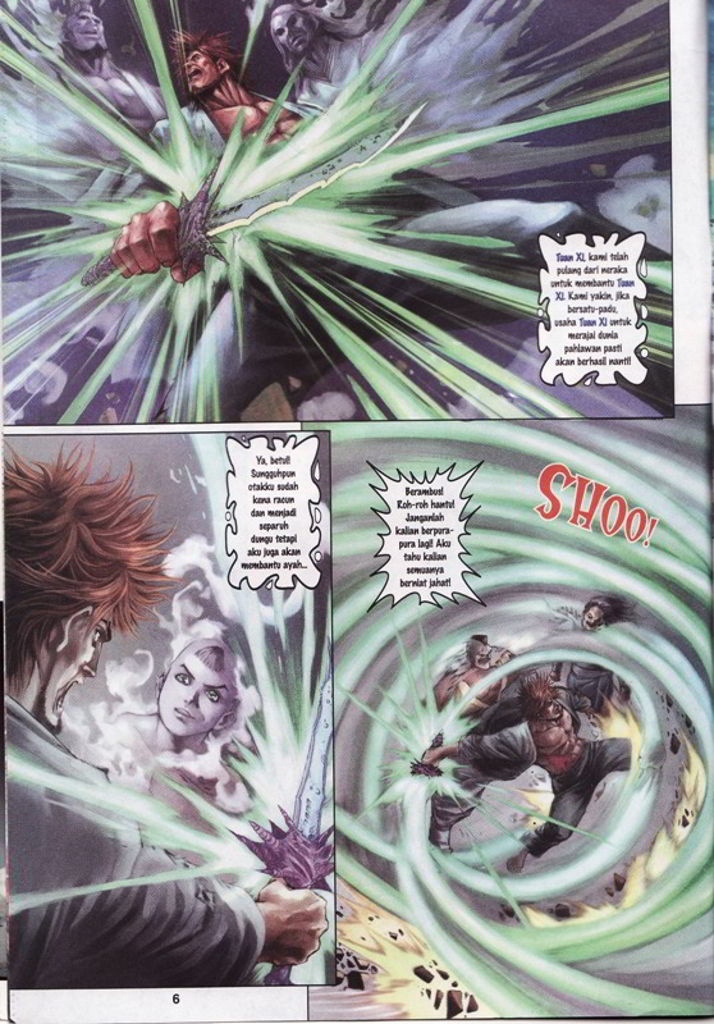 Tuan Xi, kami telah
pulang dari neraka
untuk membantu Tuan
Xi. Kami yakin, jika
bersatu-padu,
usaha Tuan Xi untuk
merajai dunia
pahlawan pasti
akan berhasil nanti!
Ya, betul!
Sungguhpun
otakku sudah
kena racun
dan menjadi
separuh
dungu tetapi
aku juga akan
membantu ayah...
Berambus!
Roh-roh hantu!
Janganlah
kalian berpura-
pura lagi! Aku
tahu kalian
semuanya
berniat jahat!
SHOO!
6